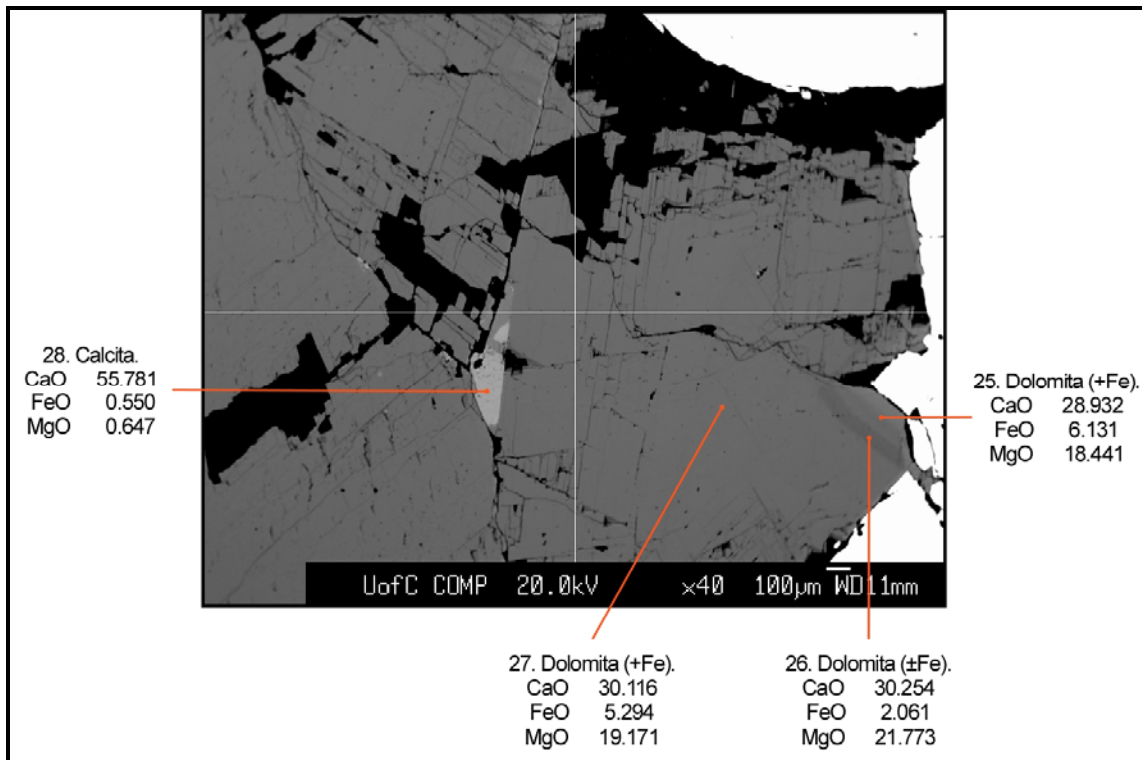 28. Calcita.
CaO 55.781
FeO 0.550
MgO 0.647
25. Dolomita (+Fe).
CaO 28.932
FeO 6.131
MgO 18.441
UofC COMP 20.0kV x40 100µm WD11mm
27. Dolomita (+Fe).
CaO 30.116
FeO 5.294
MgO 19.171
26. Dolomita (±Fe).
CaO 30.254
FeO 2.061
MgO 21.773